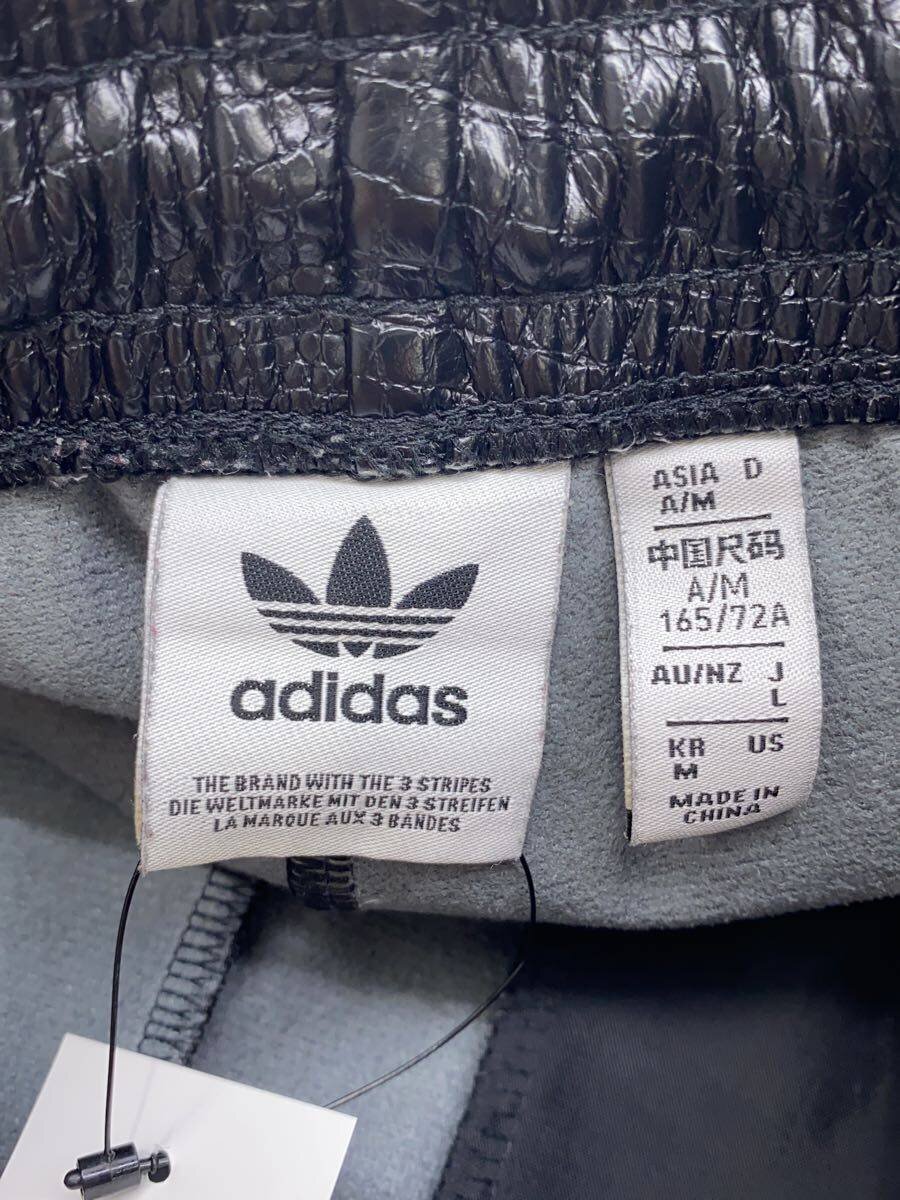 adidas
THE BRAND WITH THE 3 STRIPES
DIE WELTMARKE MIT DEN 3 STREIFEN
LA MARQUE AUX 3 BANDES
ASIA D
A/M
中国尺码
A/M
165/72A
AU/NZ J
L
KR US
M
MADE IN
CHINA